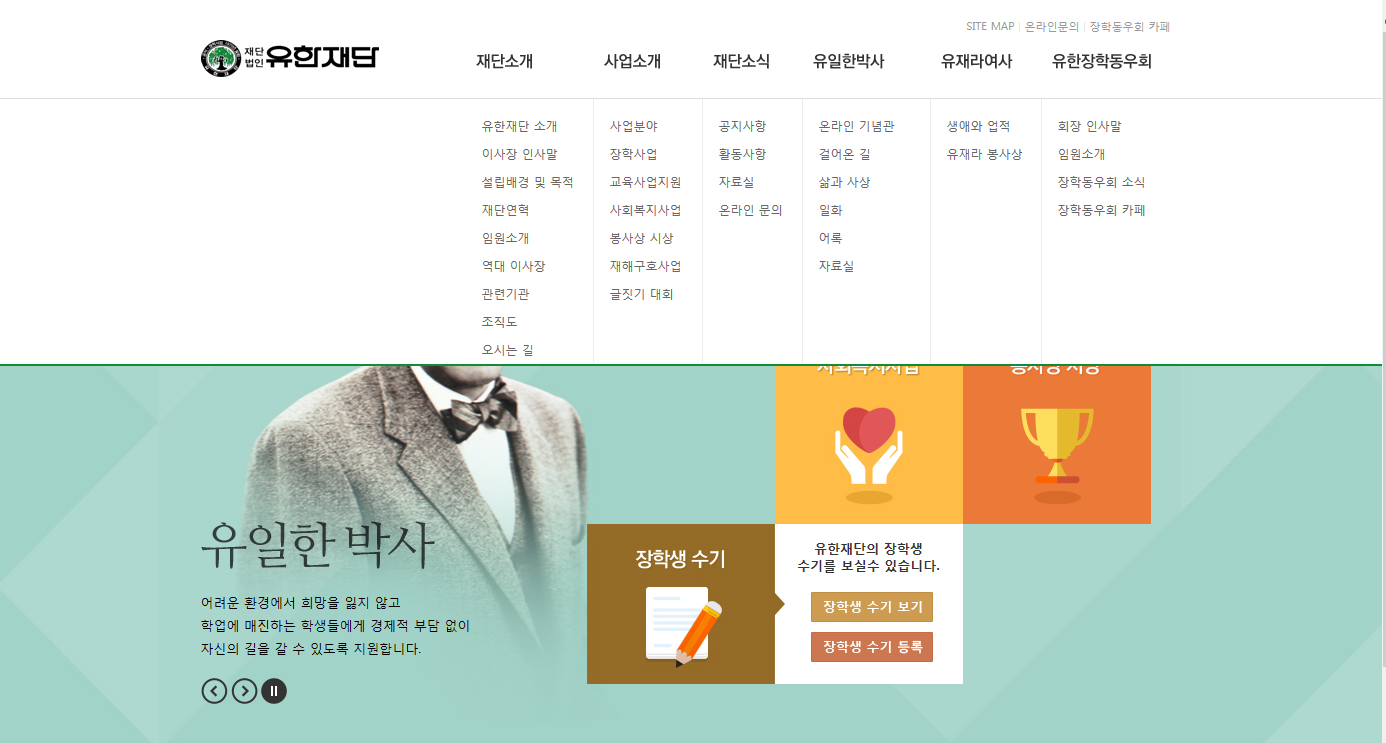 SITE MAP | 온라인문의 | 장학동우회 카페
재단
법인
유한재단
재단소개
사업소개
재단소식
유일한박사
유재라여사
유한장학동우회
유한재단 소개
이사장 인사말
설립배경 및 목적
재단연혁
임원소개
역대 이사장
관련기관
조직도
오시는 길
사업분야
장학사업
교육사업지원
사회복지사업
봉사상 시상
재해구호사업
글짓기 대회
공지사항
활동사항
자료실
온라인 문의
온라인 기념관
걸어온 길
삶과 사상
일화
어록
자료실
생애와 업적
유재라 봉사상
회장 인사말
임원소개
장학동우회 소식
장학동우회 카페
사회복지사업
봉사상 시상
유일한 박사
어려운 환경에서 희망을 잃지 않고
학업에 매진하는 학생들에게 경제적 부담 없이
자신의 길을 갈 수 있도록 지원합니다.
장학생 수기
유한재단의 장학생
수기를 보실수 있습니다.
장학생 수기 보기
장학생 수기 등록